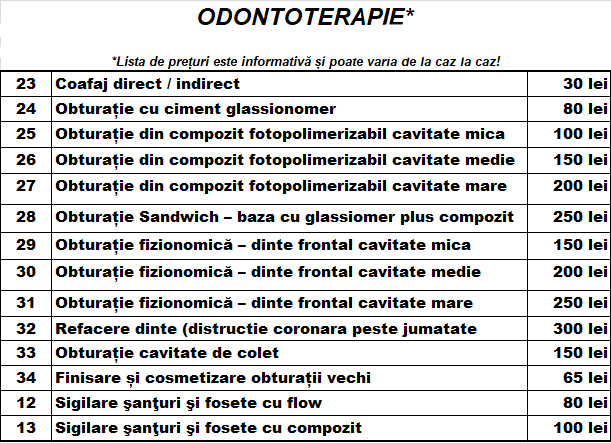 ODONTOTERAPIE*
*Lista de prețuri este informativă și poate varia de la caz la caz!
23 Coafaj direct / indirect 30 lei
24 Obturație cu ciment glassionomer 80 lei
25 Obturație din compozit fotopolimerizabil cavitate mica 100 lei
26 Obturație din compozit fotopolimerizabil cavitate medie 150 lei
27 Obturație din compozit fotopolimerizabil cavitate mare 200 lei
28 Obturație Sandwich – baza cu glassiomer plus compozit 250 lei
29 Obturație fizionomică – dinte frontal cavitate mica 150 lei
30 Obturație fizionomică – dinte frontal cavitate medie 200 lei
31 Obturație fizionomică – dinte frontal cavitate mare 250 lei
32 Refacere dinte (distructie coronara peste jumatate 300 lei
33 Obturație cavitate de colet 150 lei
34 Finisare și cosmetizare obturații vechi 65 lei
12 Sigilare şanţuri şi fosete cu flow 80 lei
13 Sigilare şanţuri şi fosete cu compozit 100 lei